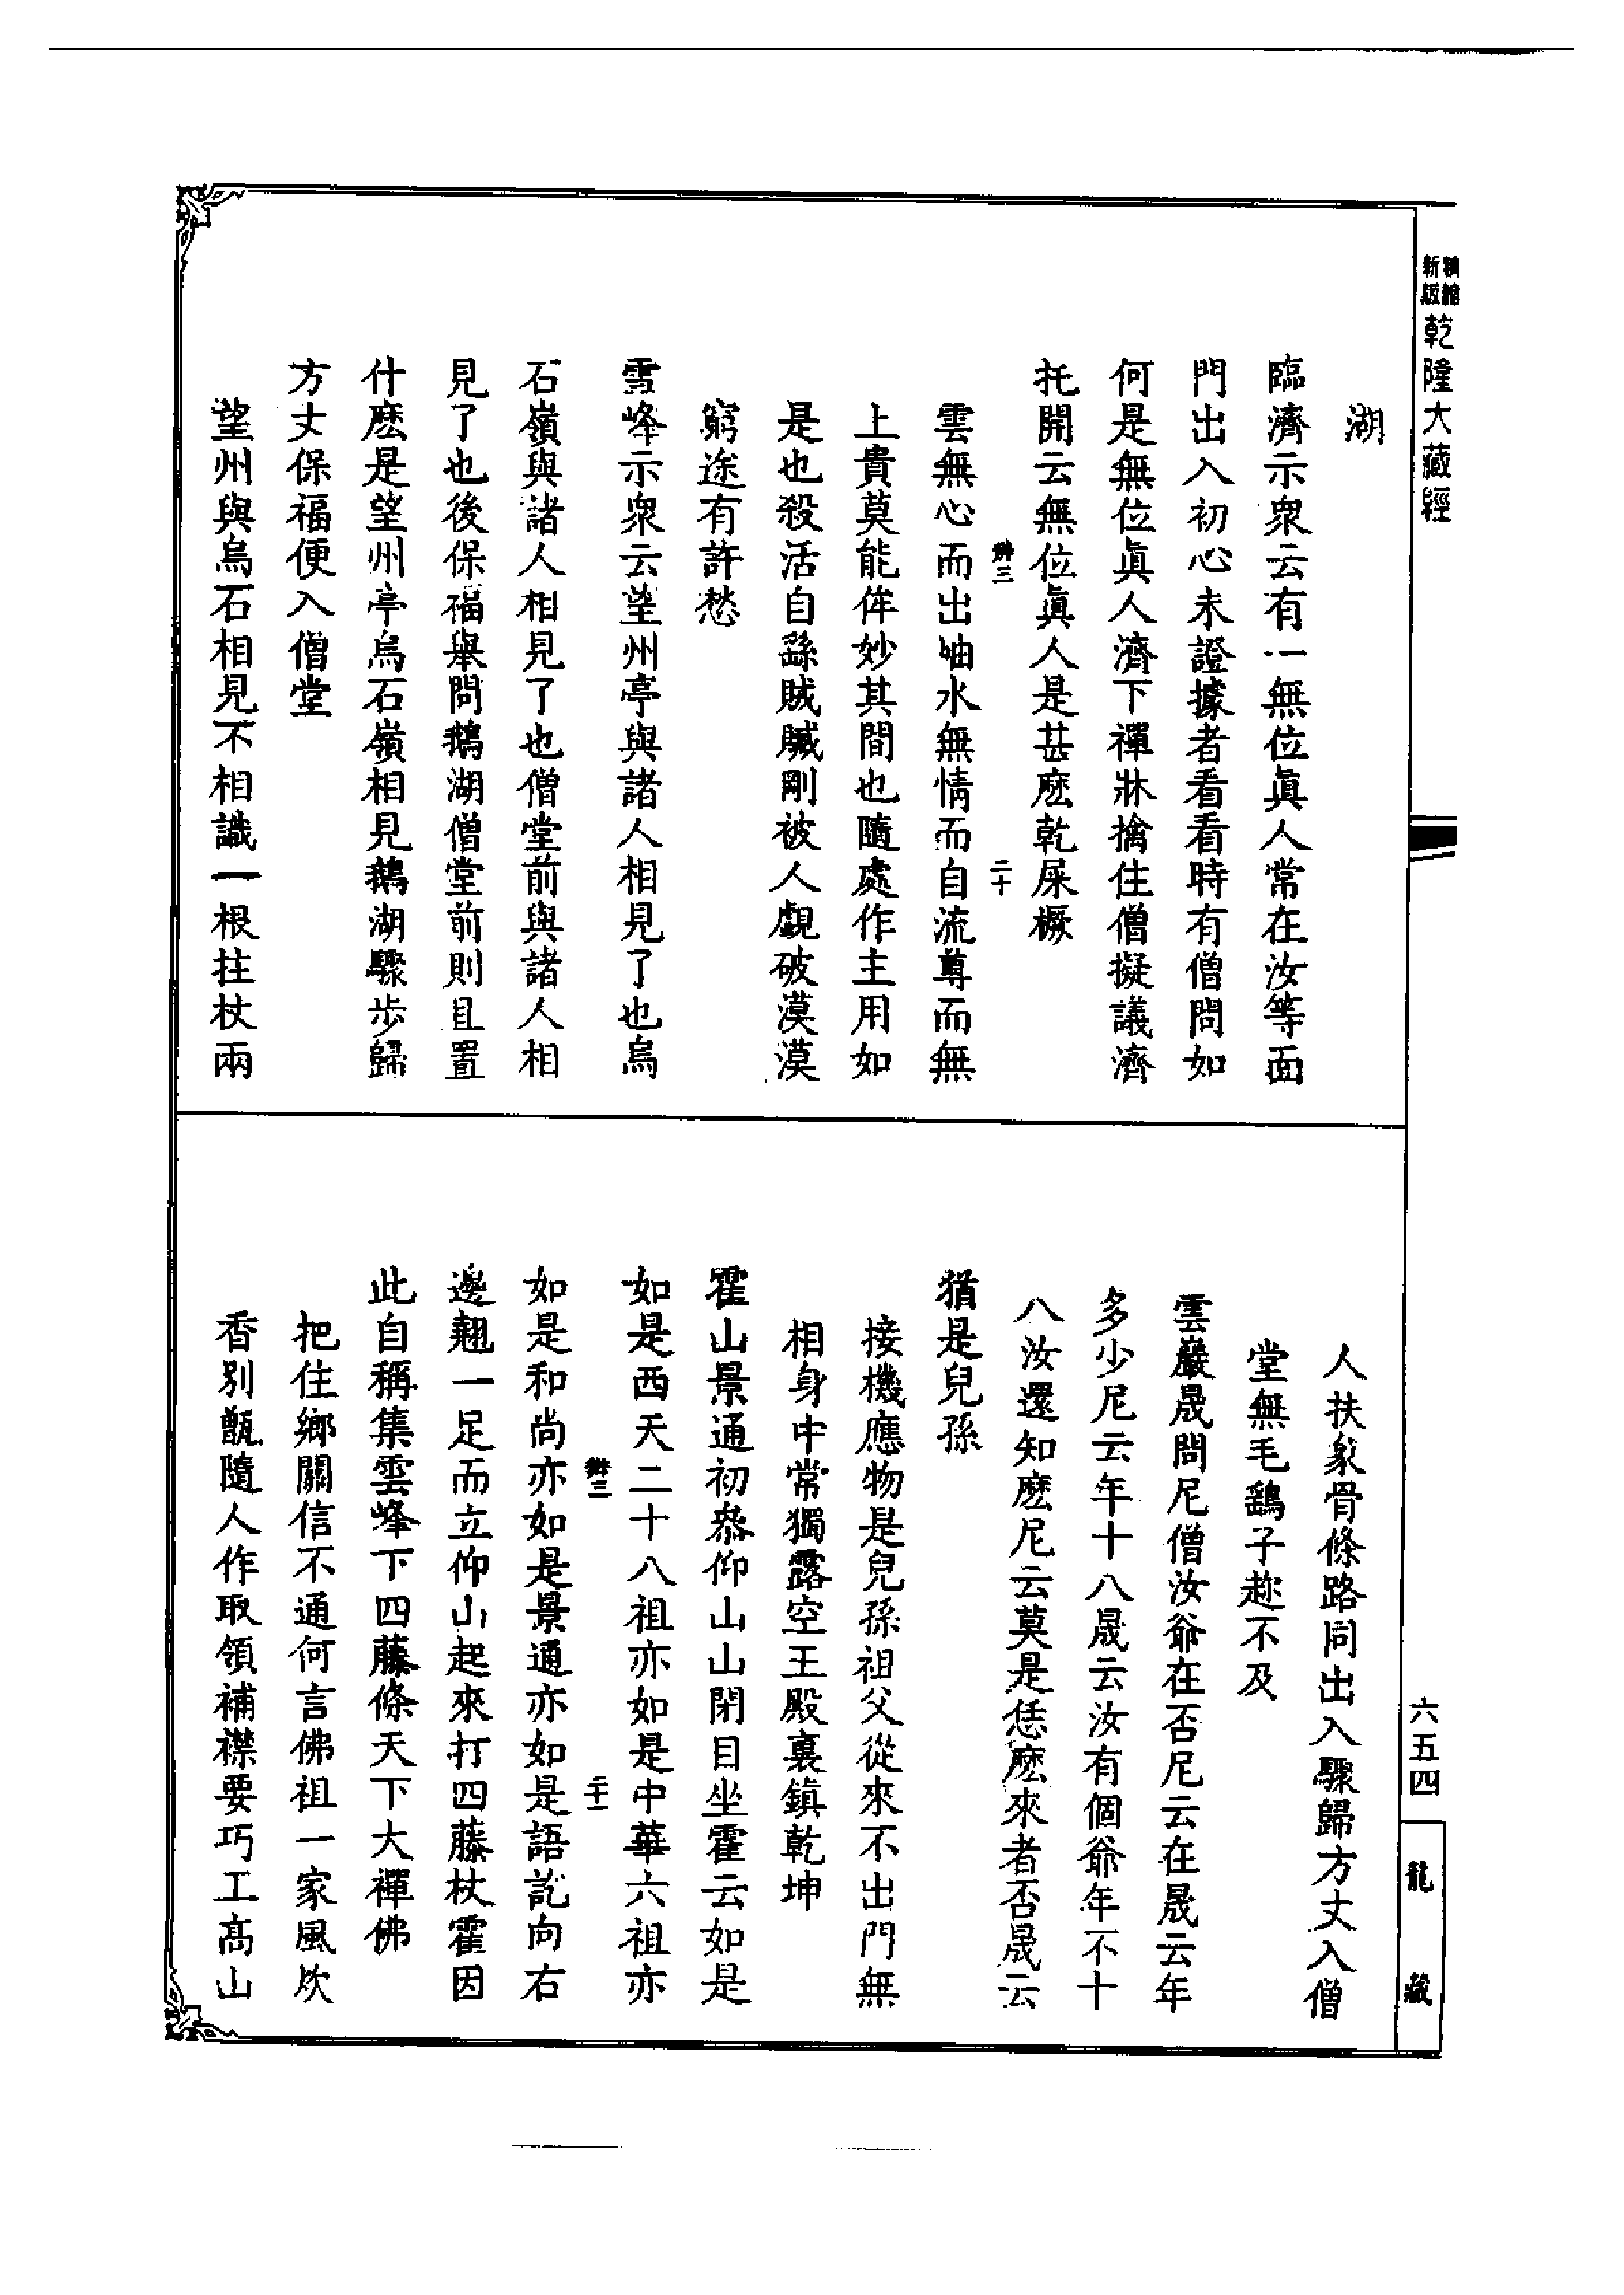 精縮
新版
乾隆大藏經
湖
臨濟示衆云有一無位眞人常在汝等面
門出入初心未證據者看看時有僧問如
何是無位眞人濟下禪牀擒住僧擬議濟
托開云無位眞人是甚麽乾屎橛
辦三
二十
雲無心而出岫水無情而自流尊而無
上貴莫能侔妙其間也隨處作主用如
是也殺活自繇賊贓剛被人覷破漠漠
窮途有許愁
雪峰示衆云望州亭與諸人相見了也烏
石嶺與諸人相見了也僧堂前與諸人相
見了也後保福舉問鵝湖僧堂前則且置
什麽是望州亭烏石嶺相見鵝湖驟步歸
方丈保福便入僧堂
望州與烏石相見不相識一根拄杖兩
人扶象骨條路同出入驟歸方丈入僧
堂無毛鷂子趂不及
雲巖晟問尼僧汝爺在否尼云在晟云年
多少尼云年十八晟云汝有個爺年不十
八汝還知麽尼云莫是恁麽來者否晟云
猶是兒孫
接機應物是兒孫祖父從來不出門無
相身中常獨露空王殿裏鎮乾坤
霍山景通初叅仰山山閉目坐霍云如是
如是西天二十八祖亦如是中華六祖亦
辦三
二十一
如是和尚亦如是景通亦如是語訖向右
邊翹一足而立仰山起來打四藤杖霍因
此自稱集雲峰下四藤條天下大禪佛
把住鄉關信不通何言佛祖一家風炊
香別甑隨人作取領補襟要巧工髙山
六五四
龍藏